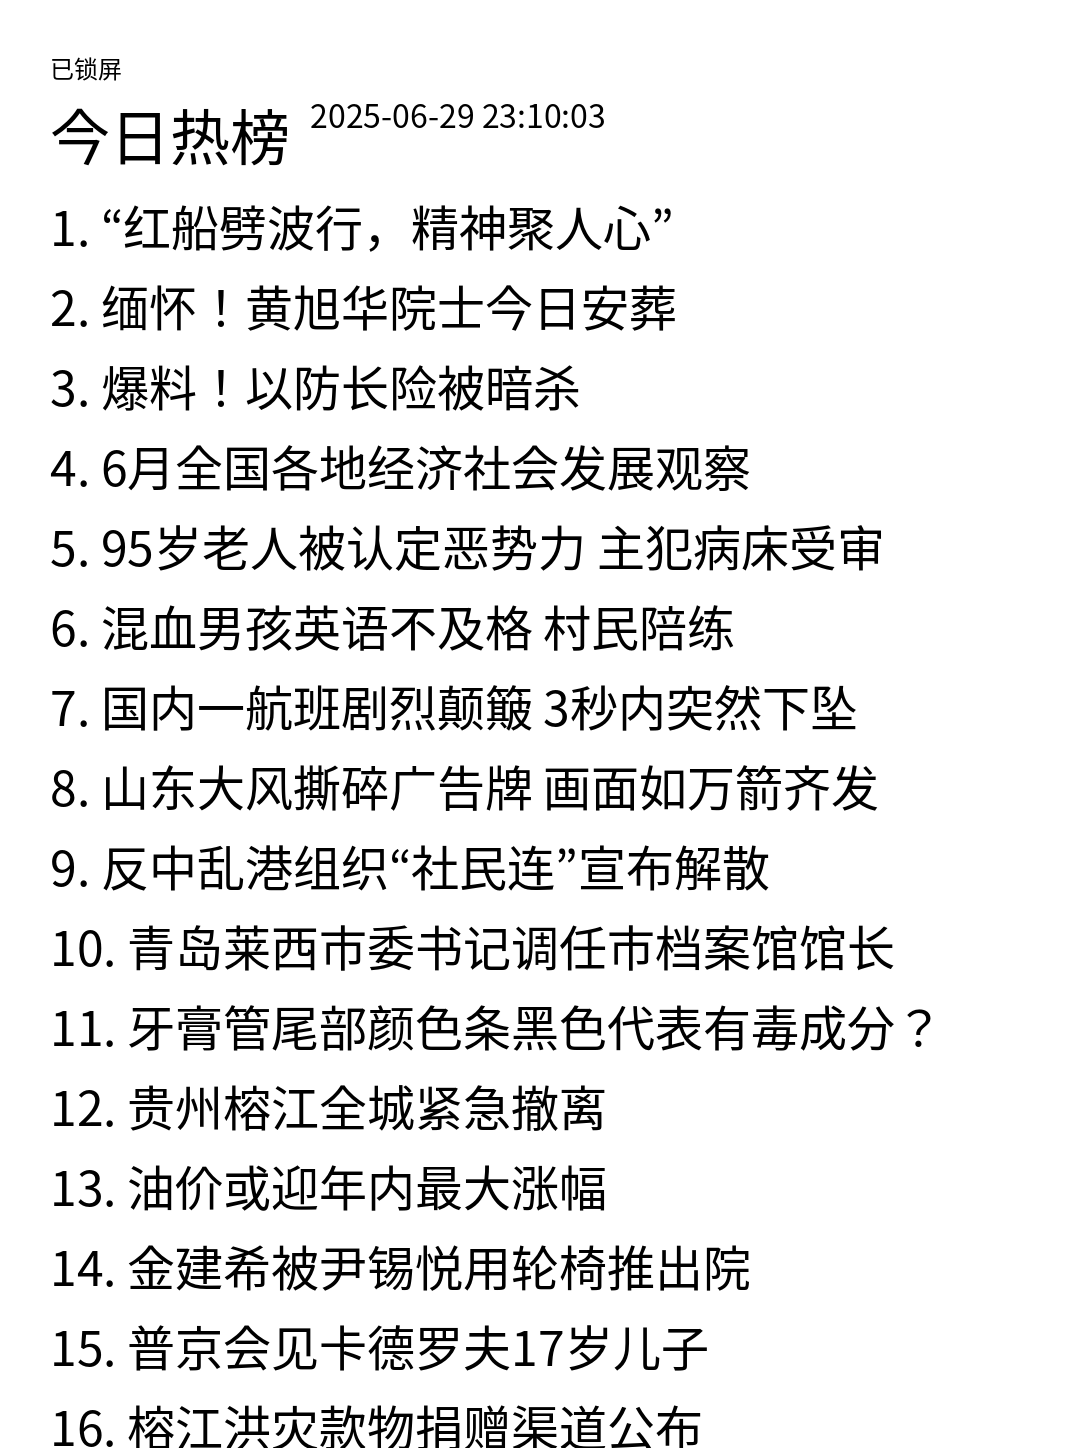 已锁屏
今日热榜 2025-06-29 23:10:03
1. “红船劈波行，精神聚人心”
2. 缅怀！黄旭华院士今日安葬
3. 爆料！以防长险被暗杀
4. 6月全国各地经济社会发展观察
5. 95岁老人被认定恶势力 主犯病床受审
6. 混血男孩英语不及格 村民陪练
7. 国内一航班剧烈颠簸 3秒内突然下坠
8. 山东大风撕碎广告牌 画面如万箭齐发
9. 反中乱港组织“社民连”宣布解散
10. 青岛莱西市委书记调任市档案馆馆长
11. 牙膏管尾部颜色条黑色代表有毒成分？
12. 贵州榕江全城紧急撤离
13. 油价或迎年内最大涨幅
14. 金建希被尹锡悦用轮椅推出院
15. 普京会见卡德罗夫17岁儿子
16. 榕江洪灾款物捐赠渠道公布